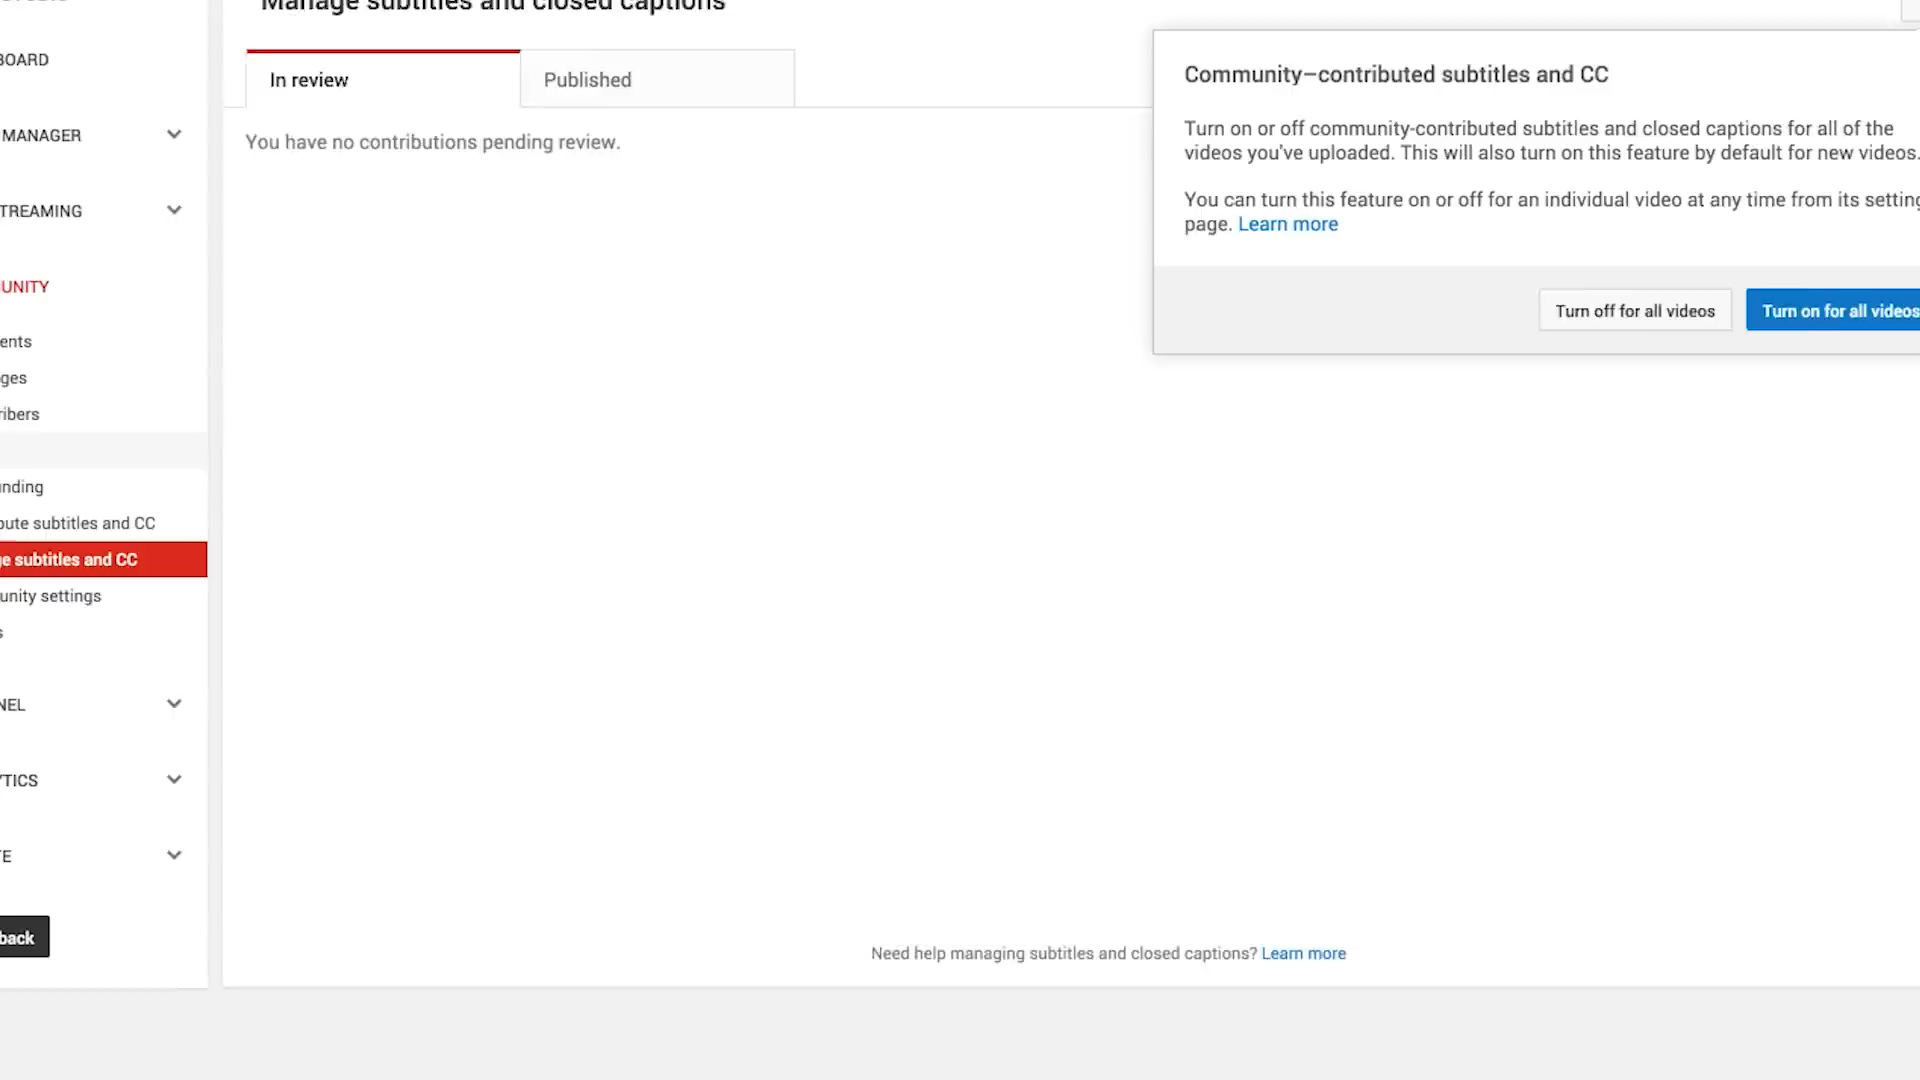 Manage subtitles and closed captions
BOARD
MANAGER
TREAMING
UNITY
ents
ges
ribers
nding
bute subtitles and CC
ge subtitles and CC
unity settings
s
NEL
YTICS
TE
back
In review
Published
You have no contributions pending review.
Community–contributed subtitles and CC
Turn on or off community-contributed subtitles and closed captions for all of the
videos you've uploaded. This will also turn on this feature by default for new videos.
You can turn this feature on or off for an individual video at any time from its setting
page. Learn more
Turn off for all videos
Turn on for all videos
Need help managing subtitles and closed captions? Learn more